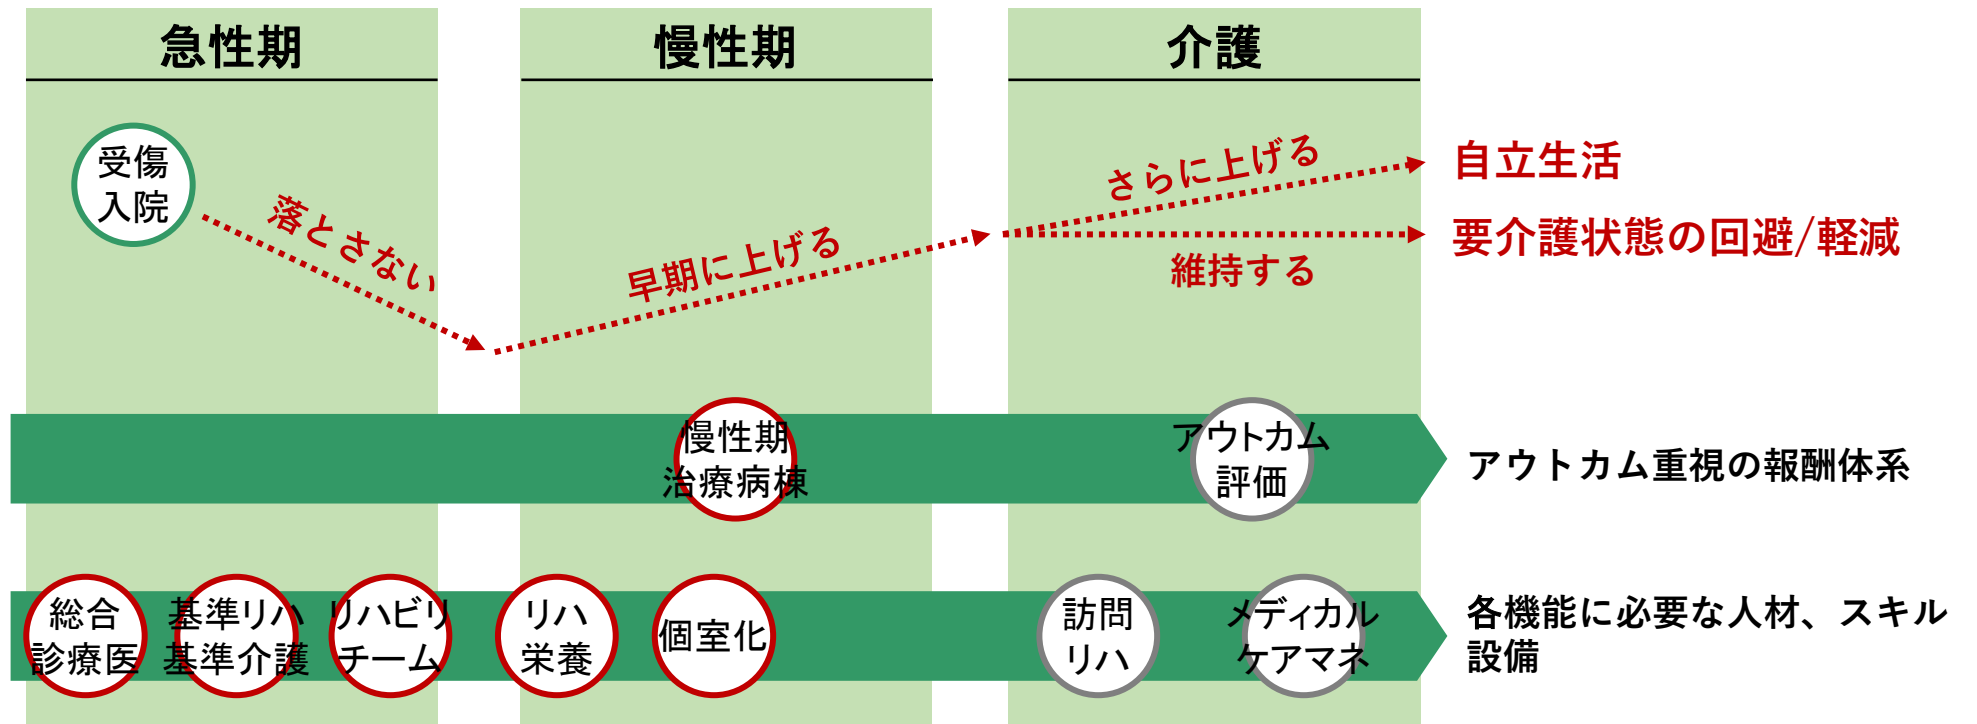 急性期
慢性期
介護
受傷
入院
落とさない
早期に上げる
さらに上げる
維持する
自立生活
要介護状態の回避/軽減
慢性期
治療病棟
アウトカム
評価
アウトカム重視の報酬体系
総合
診療医
基準リハ
基準介護
リハビリ
チーム
リハ
栄養
個室化
訪問
リハ
メディカル
ケアマネ
各機能に必要な人材、スキル
設備